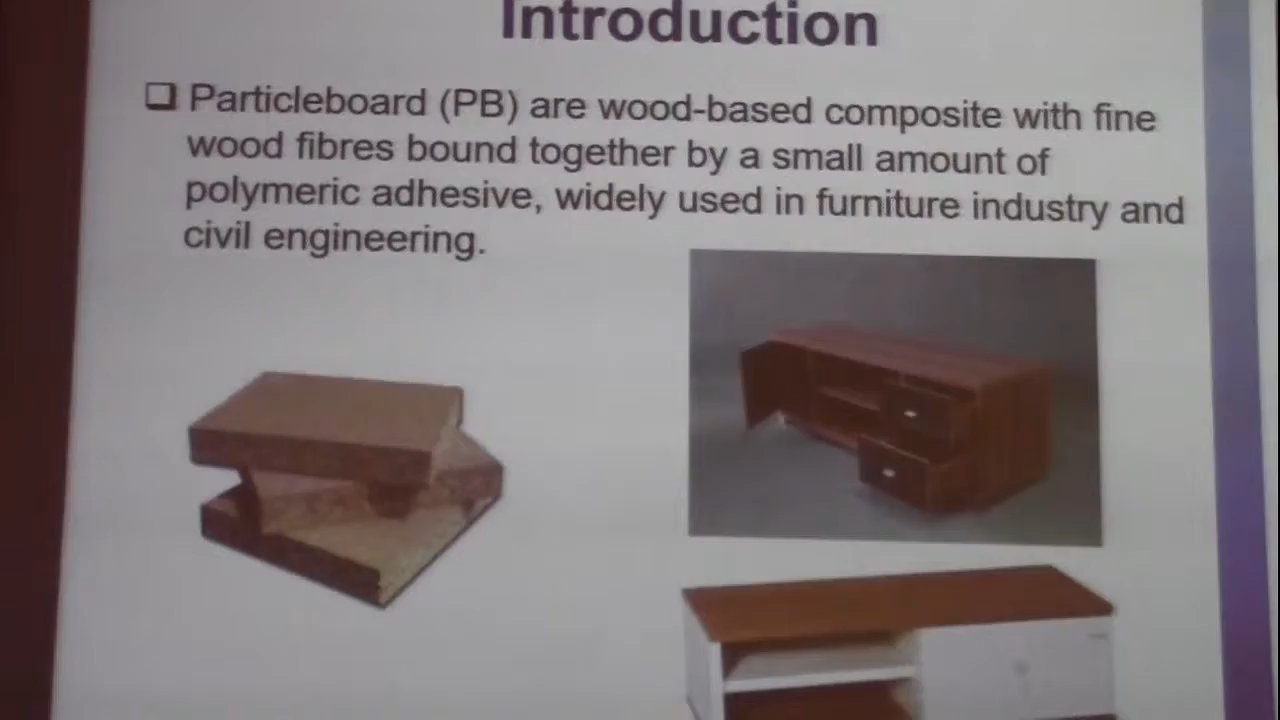 Introduction
❑ Particleboard (PB) are wood-based composite with fine
wood fibres bound together by a small amount of
polymeric adhesive, widely used in furniture industry and
civil engineering.